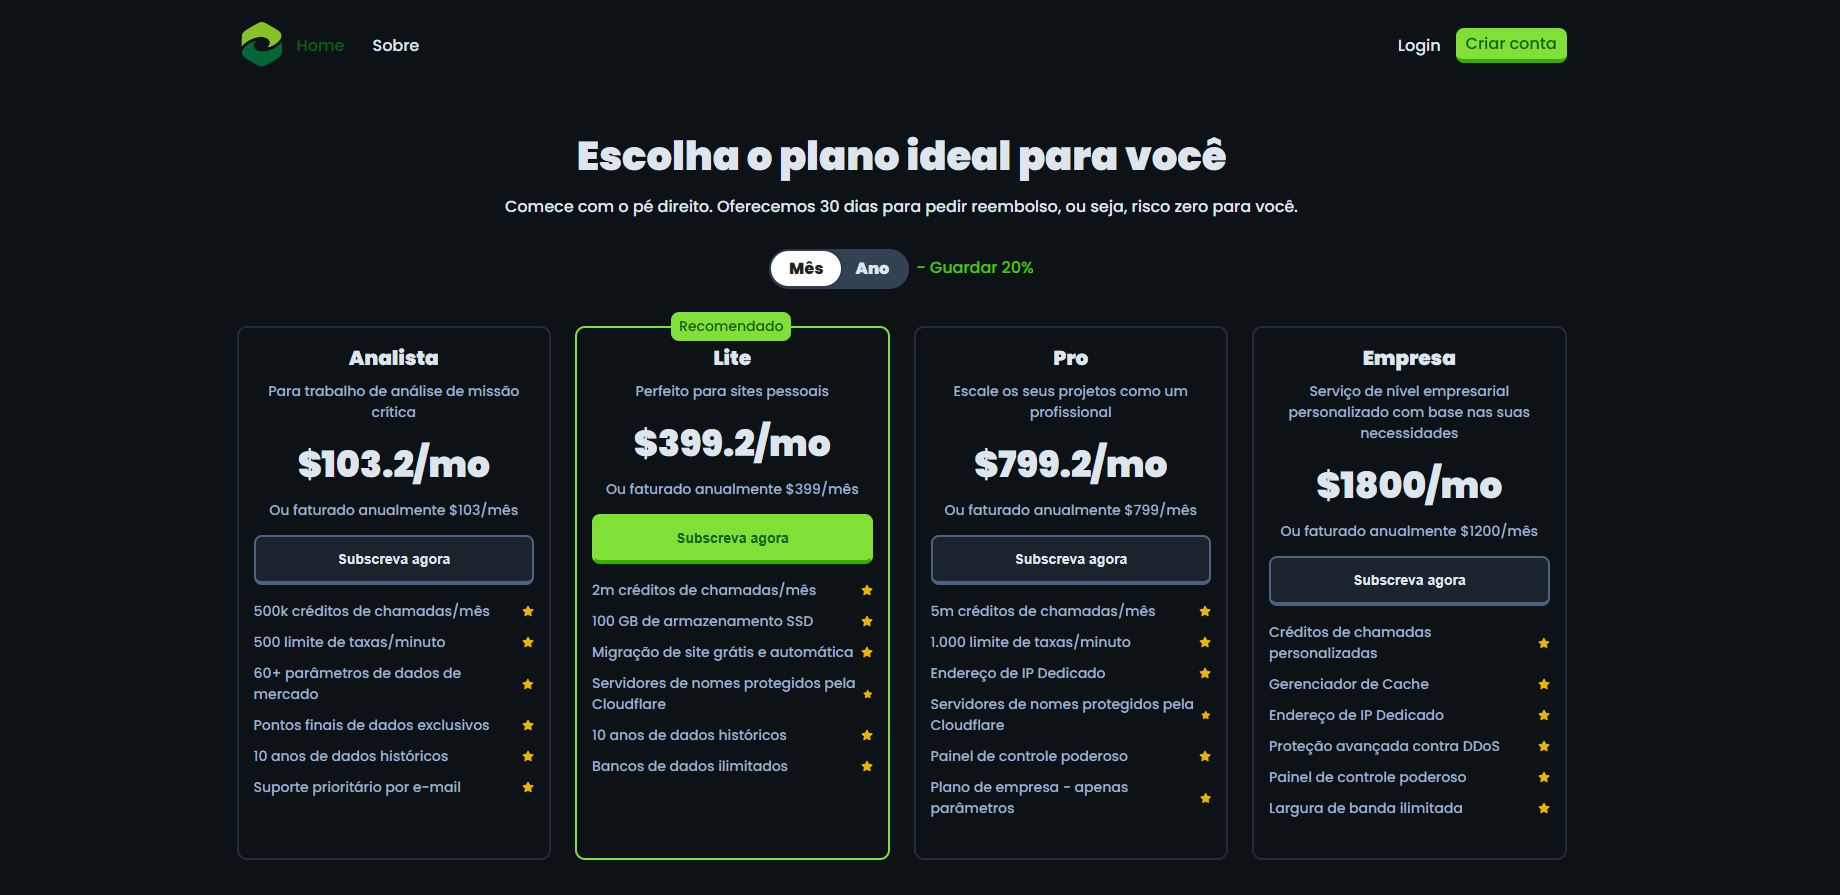 Home
Sobre
Login
Criar conta
Escolha o plano ideal para você
Comece com o pé direito. Oferecemos 30 dias para pedir reembolso, ou seja, risco zero para você.
Mês
Ano
- Guardar 20%
Analista
Para trabalho de análise de missão
crítica
$103.2/mo
Ou faturado anualmente $103/mês
Subscreva agora
500k créditos de chamadas/mês
500 limite de taxas/minuto
60+ parâmetros de dados de
mercado
Pontos finais de dados exclusivos
10 anos de dados históricos
Suporte prioritário por e-mail
Recomendado
Lite
Perfeito para sites pessoais
$399.2/mo
Ou faturado anualmente $399/mês
Subscreva agora
2m créditos de chamadas/mês
100 GB de armazenamento SSD
Migração de site grátis e automática
Servidores de nomes protegidos pela
Cloudflare
10 anos de dados históricos
Bancos de dados ilimitados
Pro
Escale os seus projetos como um
profissional
$799.2/mo
Ou faturado anualmente $799/mês
Subscreva agora
5m créditos de chamadas/mês
1.000 limite de taxas/minuto
Endereço de IP Dedicado
Servidores de nomes protegidos pela
Cloudflare
Painel de controle poderoso
Plano de empresa - apenas
parâmetros
Empresa
Serviço de nível empresarial
personalizado com base nas suas
necessidades
$1800/mo
Ou faturado anualmente $1200/mês
Subscreva agora
Créditos de chamadas
personalizadas
Gerenciador de Cache
Endereço de IP Dedicado
Proteção avançada contra DDoS
Painel de controle poderoso
Largura de banda ilimitada